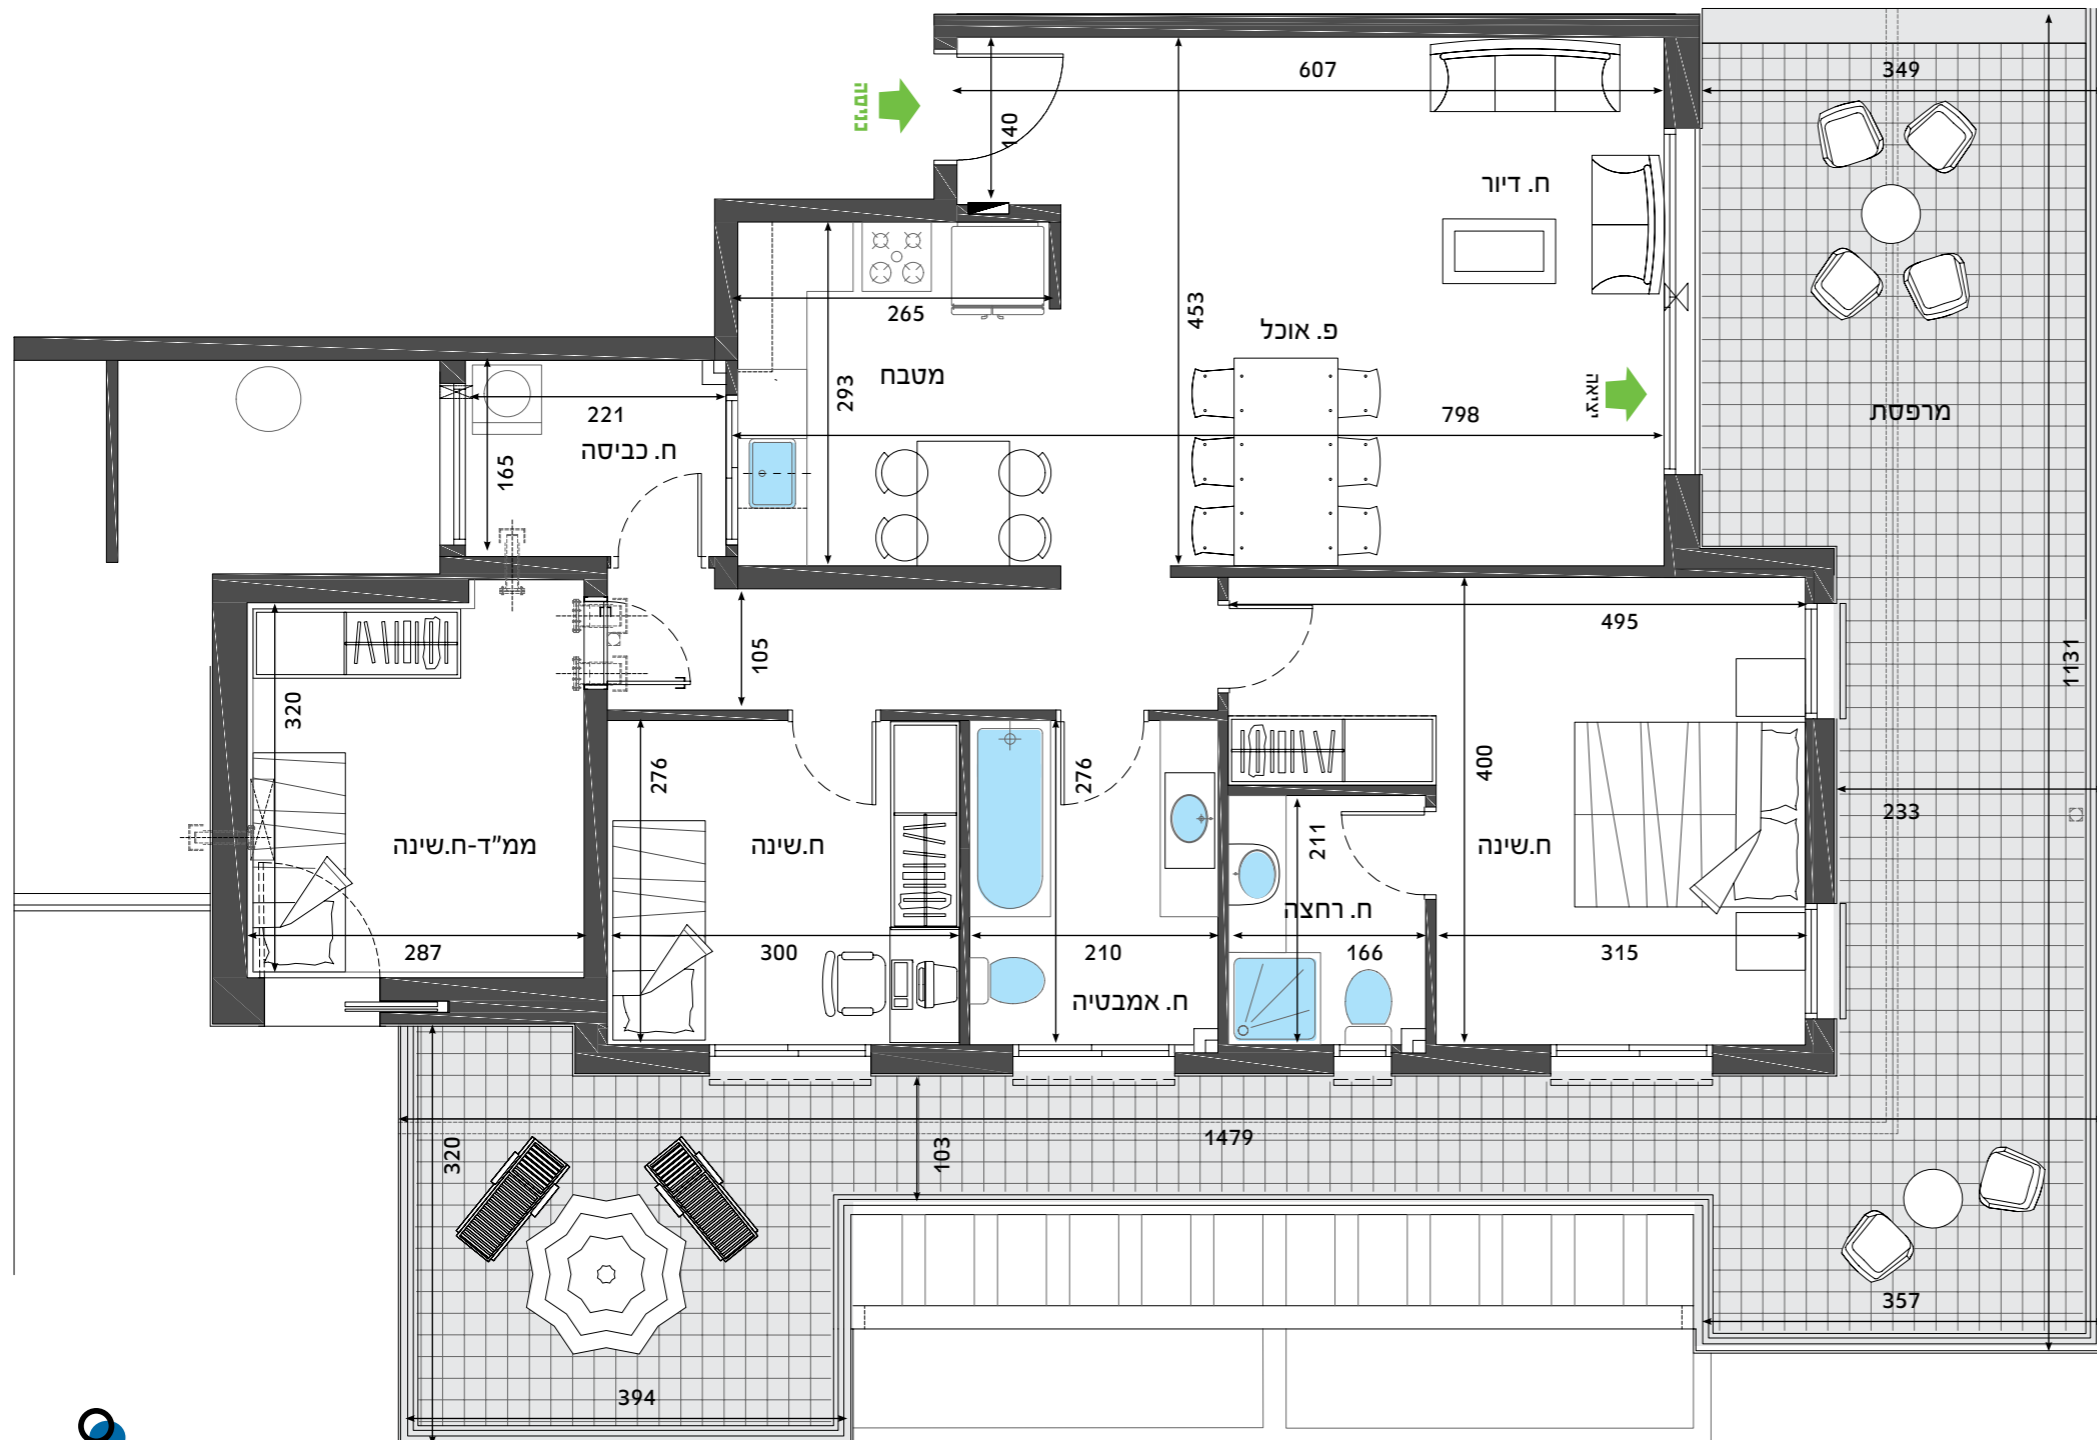 607
349
כניסה
140
ח. דיור
265
453
פ. אוכל
מטבח
293
798
יציאה
מרפסת
221
ח. כביסה
165
495
105
1131
320
276
276
400
233
211
ממ"ד-ח.שינה
ח.שינה
ח.שינה
ח. רחצה
287
300
210
166
315
ח. אמבטיה
320
103
1479
357
394